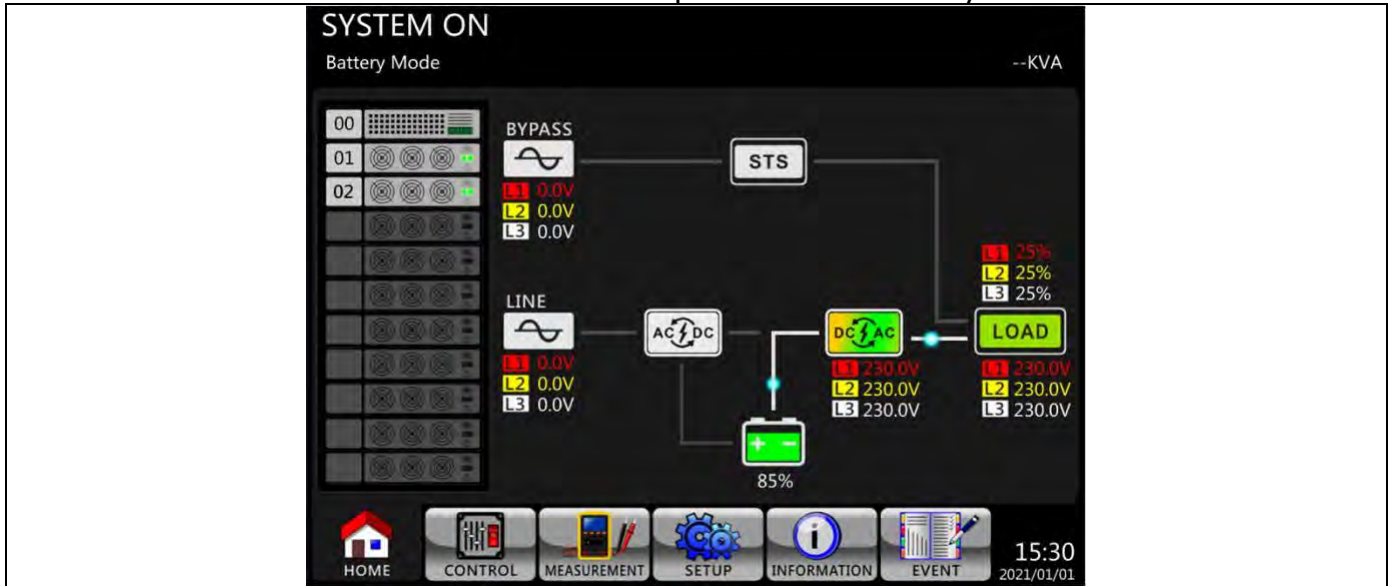 SYSTEM ON
Battery Mode
--KVA
00
01
02
BYPASS
L1 0.0V
L2 0.0V
L3 0.0V
STS
L1 25%
L2 25%
L3 25%
LINE
L1 0.0V
L2 0.0V
L3 0.0V
AC DC
DC AC
L1 230.0V
L2 230.0V
L3 230.0V
LOAD
L1 230.0V
L2 230.0V
L3 230.0V
+ -
85%
HOME
CONTROL
MEASUREMENT
SETUP
INFORMATION
EVENT
15:30
2021/01/01